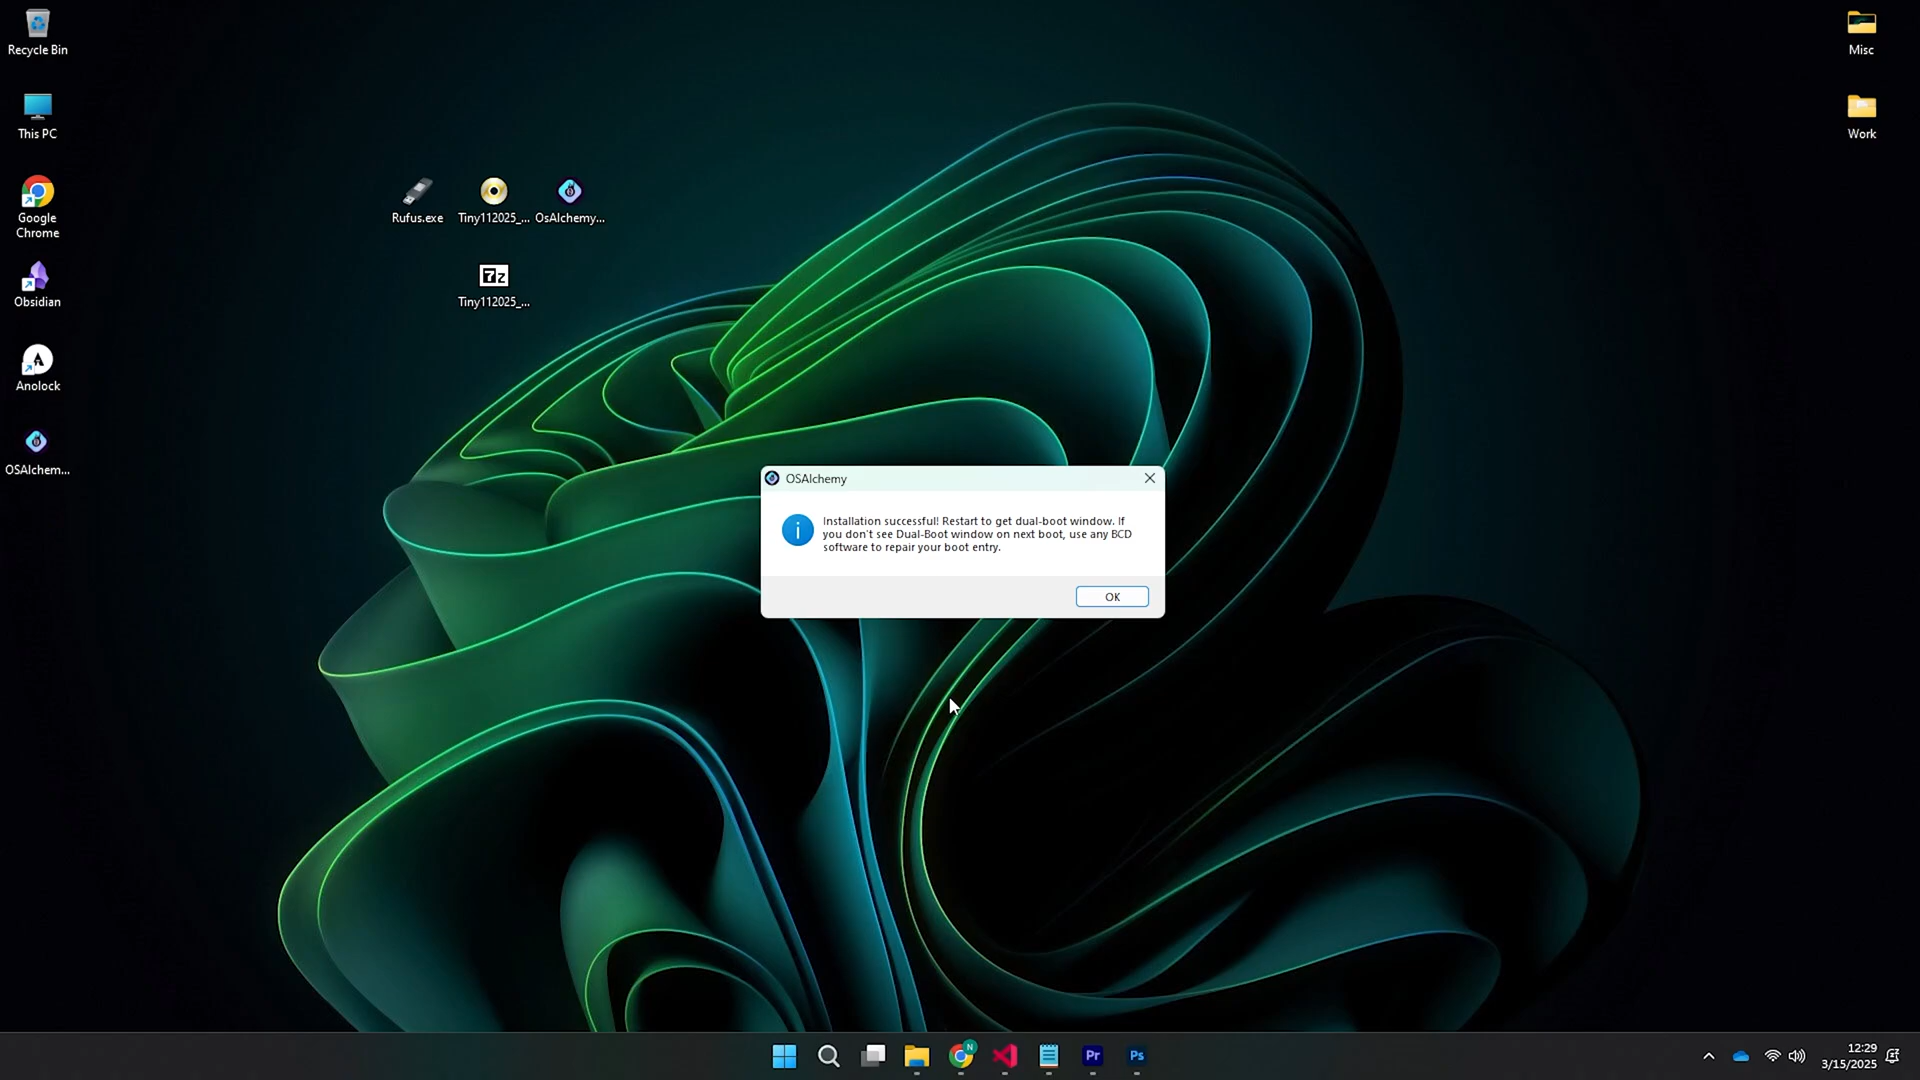 Recycle Bin
This PC
Google
Chrome
Obsidian
Anolock
OSAlchem...
Rufus.exe
Tiny112025_...
OsAlchemy...
7z
Tiny112025_...
Misc
Work
OSAlchemy
Installation successful! Restart to get dual-boot window. If
you don't see Dual-Boot window on next boot, use any BCD
software to repair your boot entry.
OK
N
Pr
Ps
12:29
3/15/2025